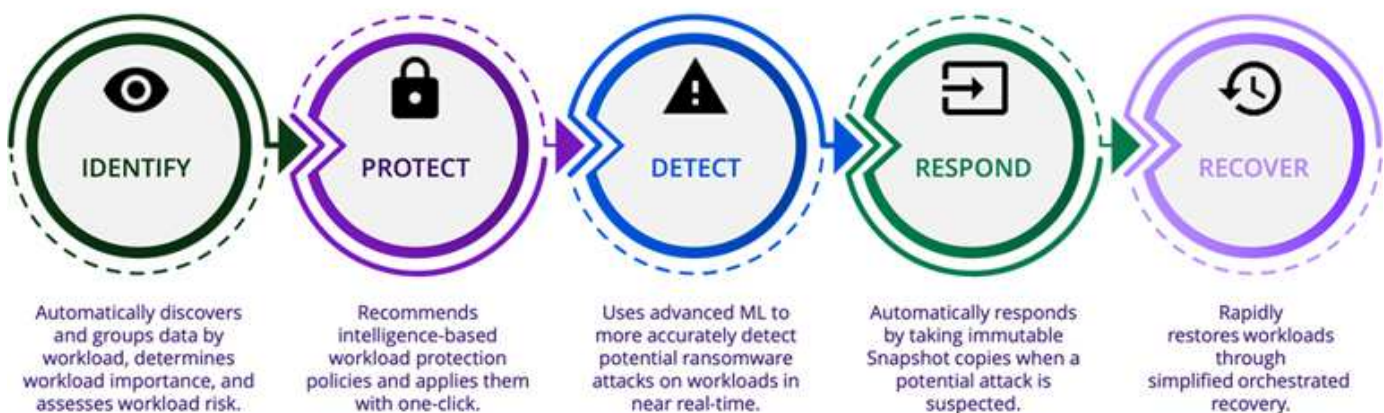 IDENTIFY
PROTECT
DETECT
RESPOND
RECOVER
Automatically discovers
and groups data by
workload, determines
workload importance, and
assesses workload risk.
Recommends
intelligence-based
workload protection
policies and applies them
with one-click.
Uses advanced ML to
more accurately detect
potential ransomware
attacks on workloads in
near real-time.
Automatically responds
by taking immutable
Snapshot copies when a
potential attack is
suspected.
Rapidly
restores workloads
through
simplified orchestrated
recovery.